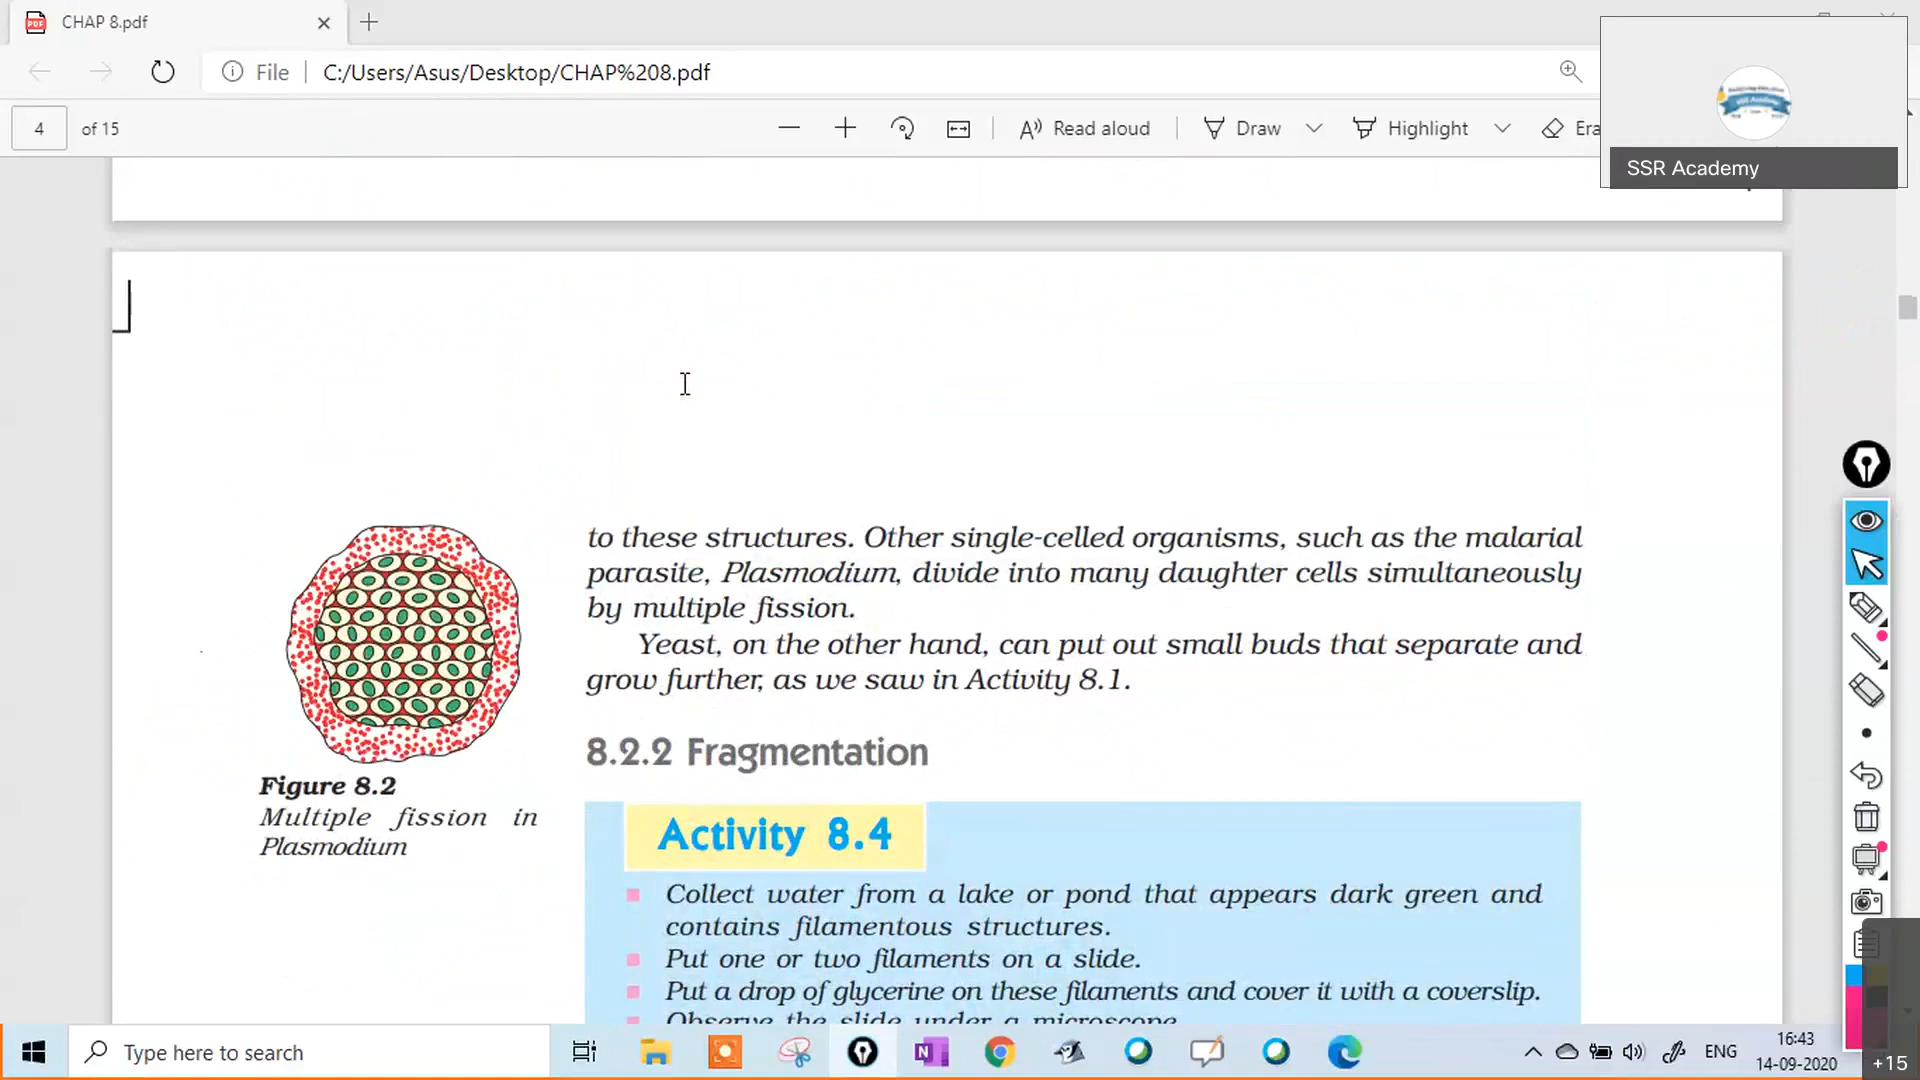 CHAP 8.pdf
File
C:/Users/Asus/Desktop/CHAP%208.pdf
4 of 15
Read aloud
Draw
Highlight
Era
SSR Academy
to these structures. Other single-celled organisms, such as the malarial
parasite, Plasmodium, divide into many daughter cells simultaneously
by multiple fission.
Yeast, on the other hand, can put out small buds that separate and
grow further, as we saw in Activity 8.1.
Figure 8.2
Multiple fission in
Plasmodium
8.2.2 Fragmentation
Activity 8.4
Collect water from a lake or pond that appears dark green and
contains filamentous structures.
Put one or two filaments on a slide.
Put a drop of glycerine on these filaments and cover it with a coverslip.
Observe the slide under a microscope
Type here to search
ENG
16:43
14-09-2020
+15